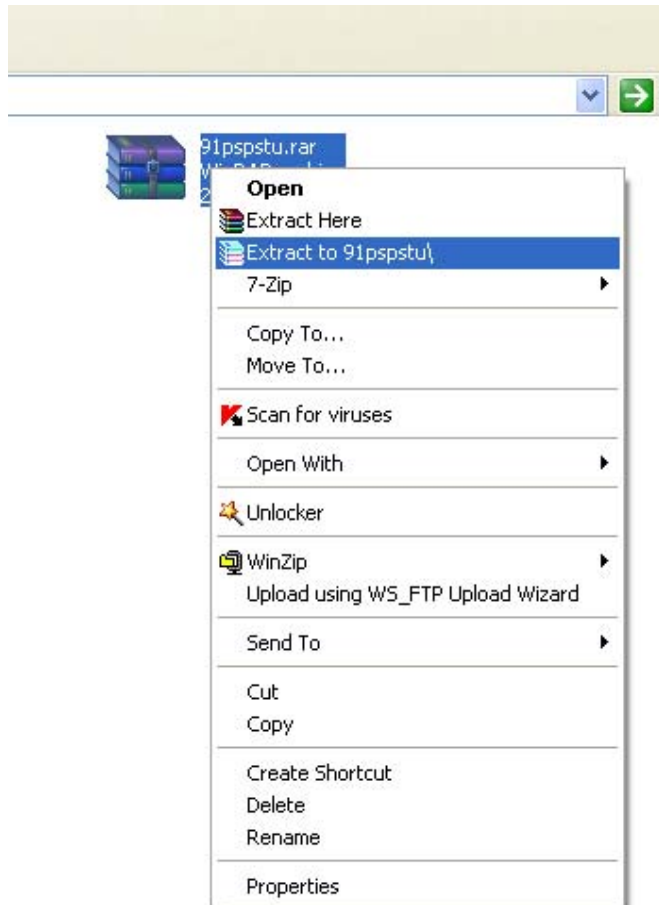 91pspstu.rar
Open
Extract Here
Extract to 91pspstu\
7-Zip
Copy To...
Move To...
Scan for viruses
Open With
Unlocker
WinZip
Upload using WS_FTP Upload Wizard
Send To
Cut
Copy
Create Shortcut
Delete
Rename
Properties